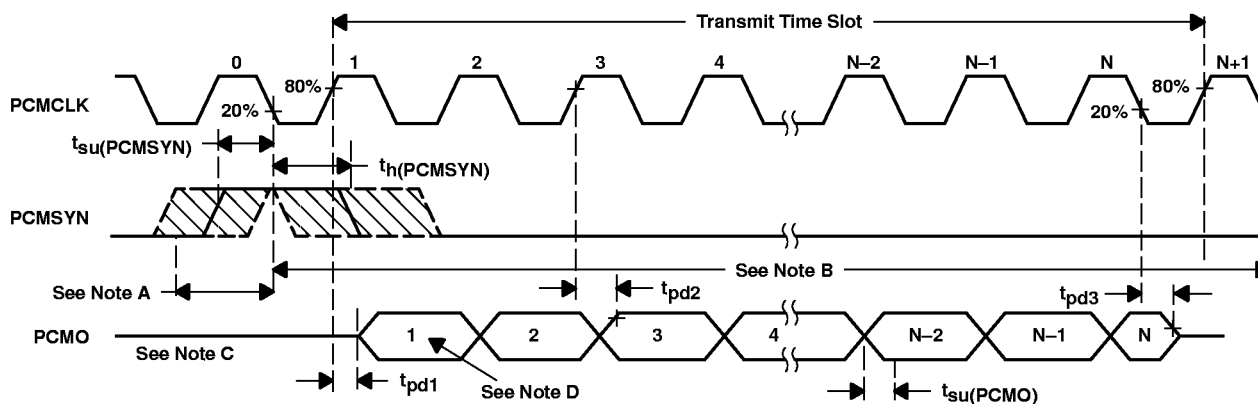 Transmit Time Slot
0 1 2 3 4 N–2 N–1 N N+1
PCMCLK
80%
20%
80%
20%
tsu(PCMSYN)
th(PCMSYN)
PCMSYN
See Note A
See Note B
tpd2
tpd3
PCMO
1 2 3 4 N–2 N–1 N
See Note C
tpd1
See Note D
tsu(PCMO)